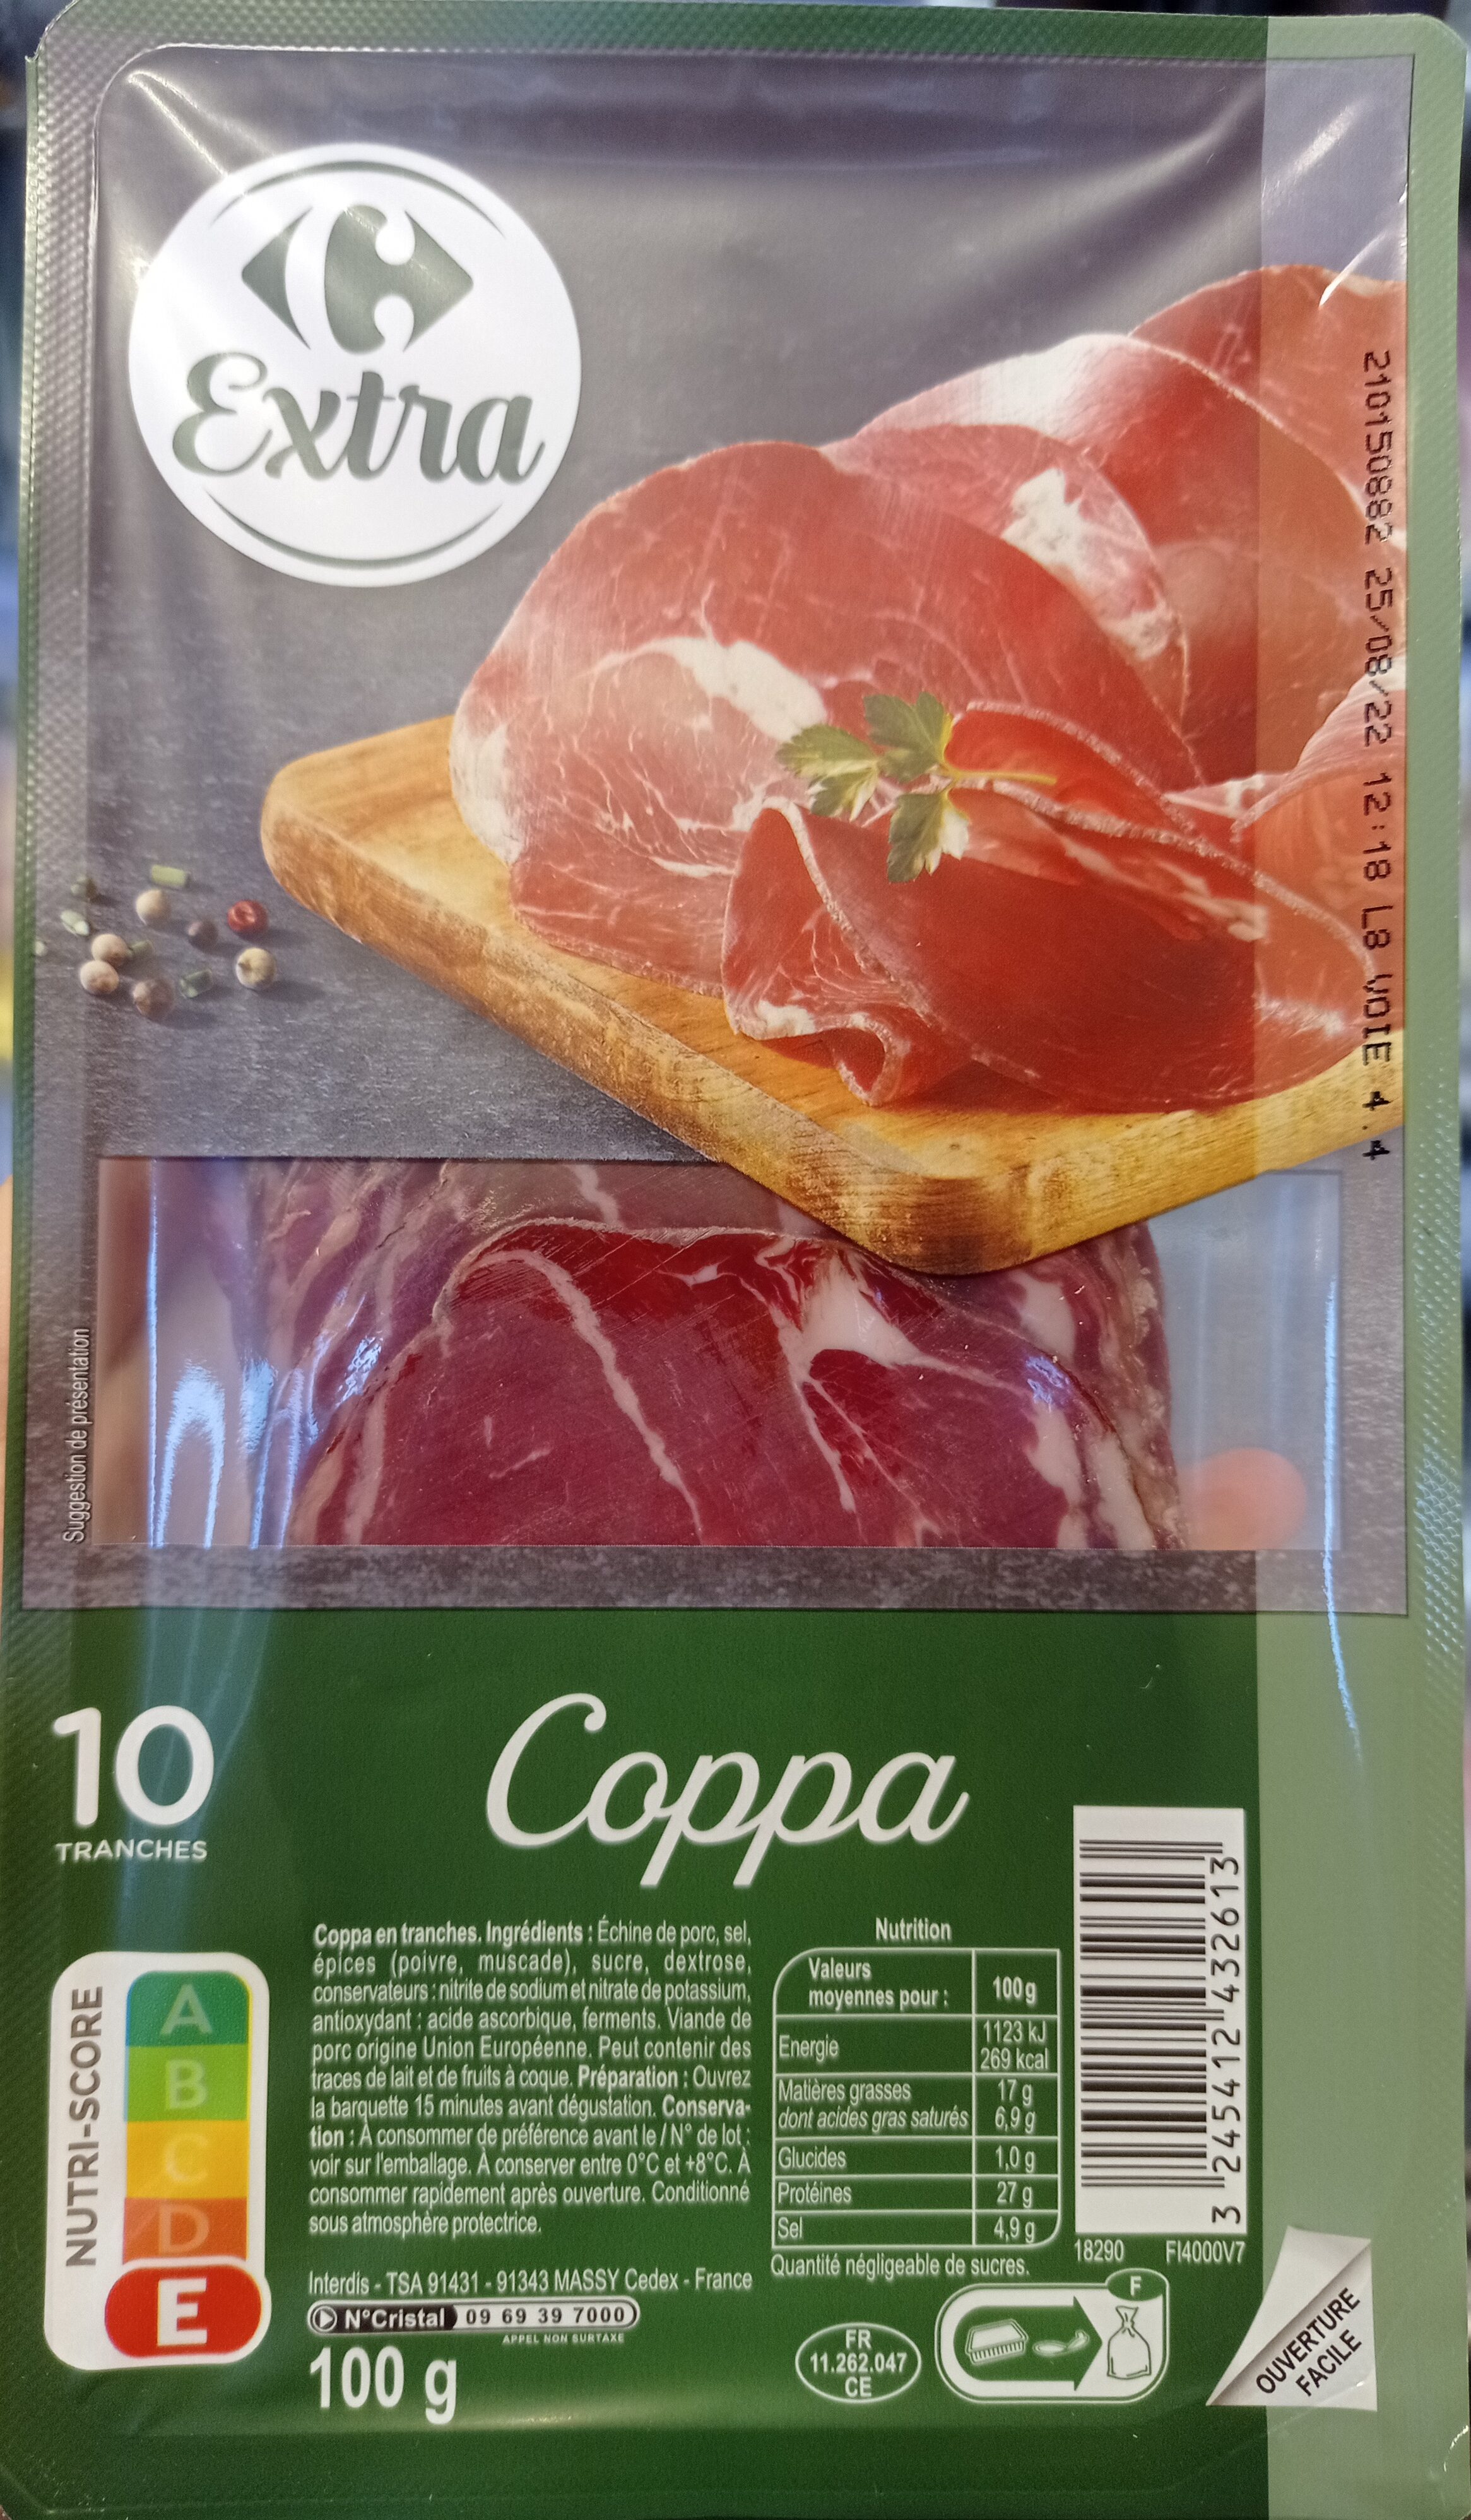 Extra
210150882 25/08/22 12:18 L8 VOIE 4.4
Suggestion de présentation
10
TRANCHES
Coppa
NUTRI-SCORE
A
B
C
D
E
Coppa en tranches. Ingrédients : Échine de porc, sel,
épices (poivre, muscade), sucre, dextrose,
conservateurs : nitrite de sodium et nitrate de potassium,
antioxydant : acide ascorbique, ferments. Viande de
porc origine Union Européenne. Peut contenir des
traces de lait et de fruits à coque. Préparation : Ouvrez
la barquette 15 minutes avant dégustation. Conserva-
tion : À consommer de préférence avant le / N° de lot :
voir sur l'emballage. À conserver entre 0°C et +8°C. À
consommer rapidement après ouverture. Conditionné
sous atmosphère protectrice.
Interdis - TSA 91431 - 91343 MASSY Cedex - France
N°Cristal 09 69 39 7000
APPEL NON SURTAXE
100 g
Nutrition
Valeurs
moyennes pour : 100 g
Energie 1123 kJ
269 kcal
Matières grasses 17 g
dont acides gras saturés 6,9 g
Glucides 1,0 g
Protéines 27 g
Sel 4,9 g
Quantité négligeable de sucres.
FR
11.262.047
CE
F
3 245412 432613
18290 FI4000V7
OUVERTURE
FACILE